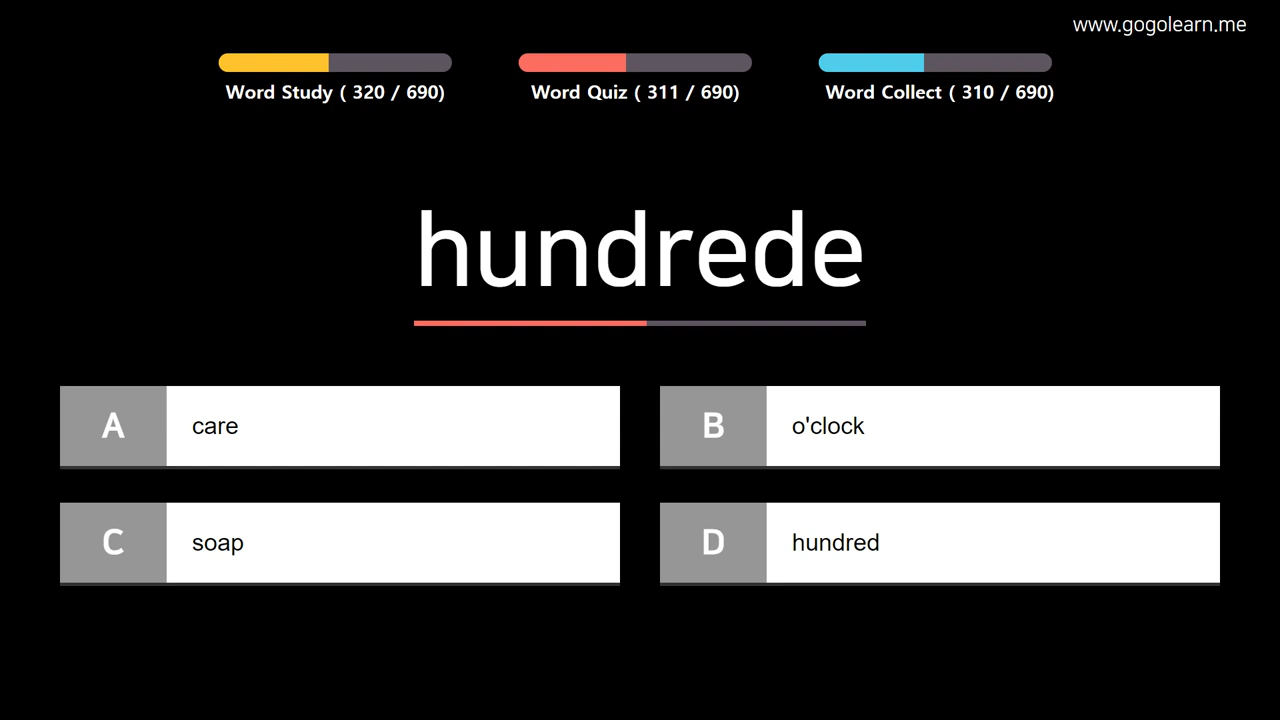 www.gogolearn.me
Word Study ( 320 / 690)
Word Quiz ( 311 / 690)
Word Collect ( 310 / 690)
hundrede
A care
B o'clock
C soap
D hundred